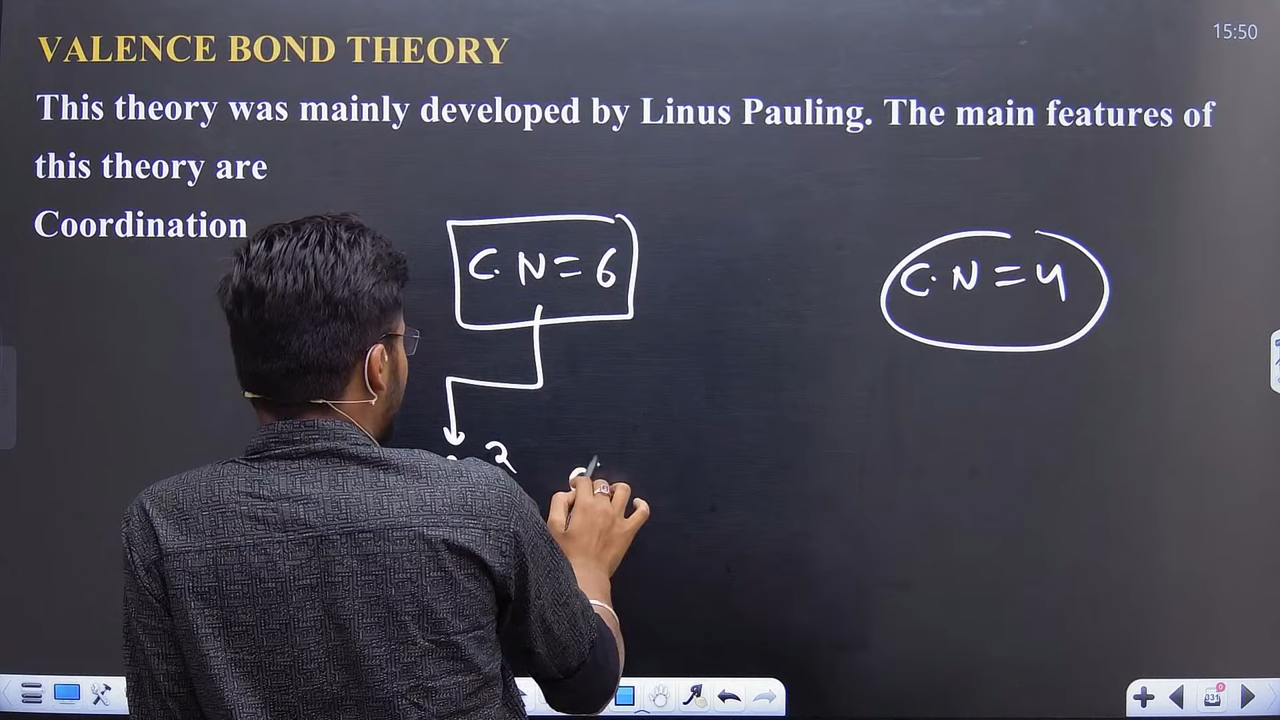 15:50
VALENCE BOND THEORY
This theory was mainly developed by Linus Pauling. The main features of
this theory are
Coordination
C.N=6
C.N=4
2